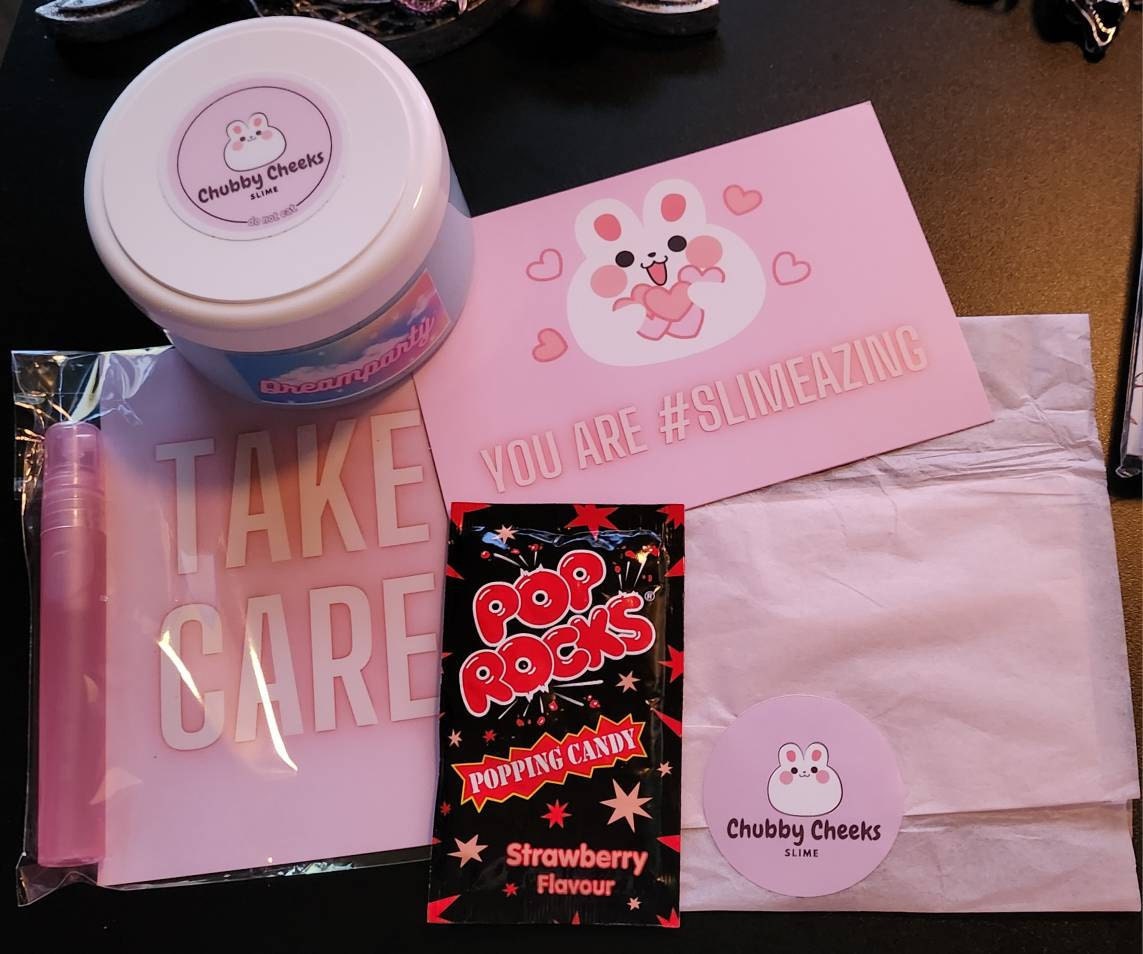 Chubby Cheeks
SLIME
do not eat
Dreamparty
YOU ARE #SLIMEAZING
TAKE
CARE
POP
ROCKS®
POPPING CANDY
Strawberry
Flavour
Chubby Cheeks
SLIME